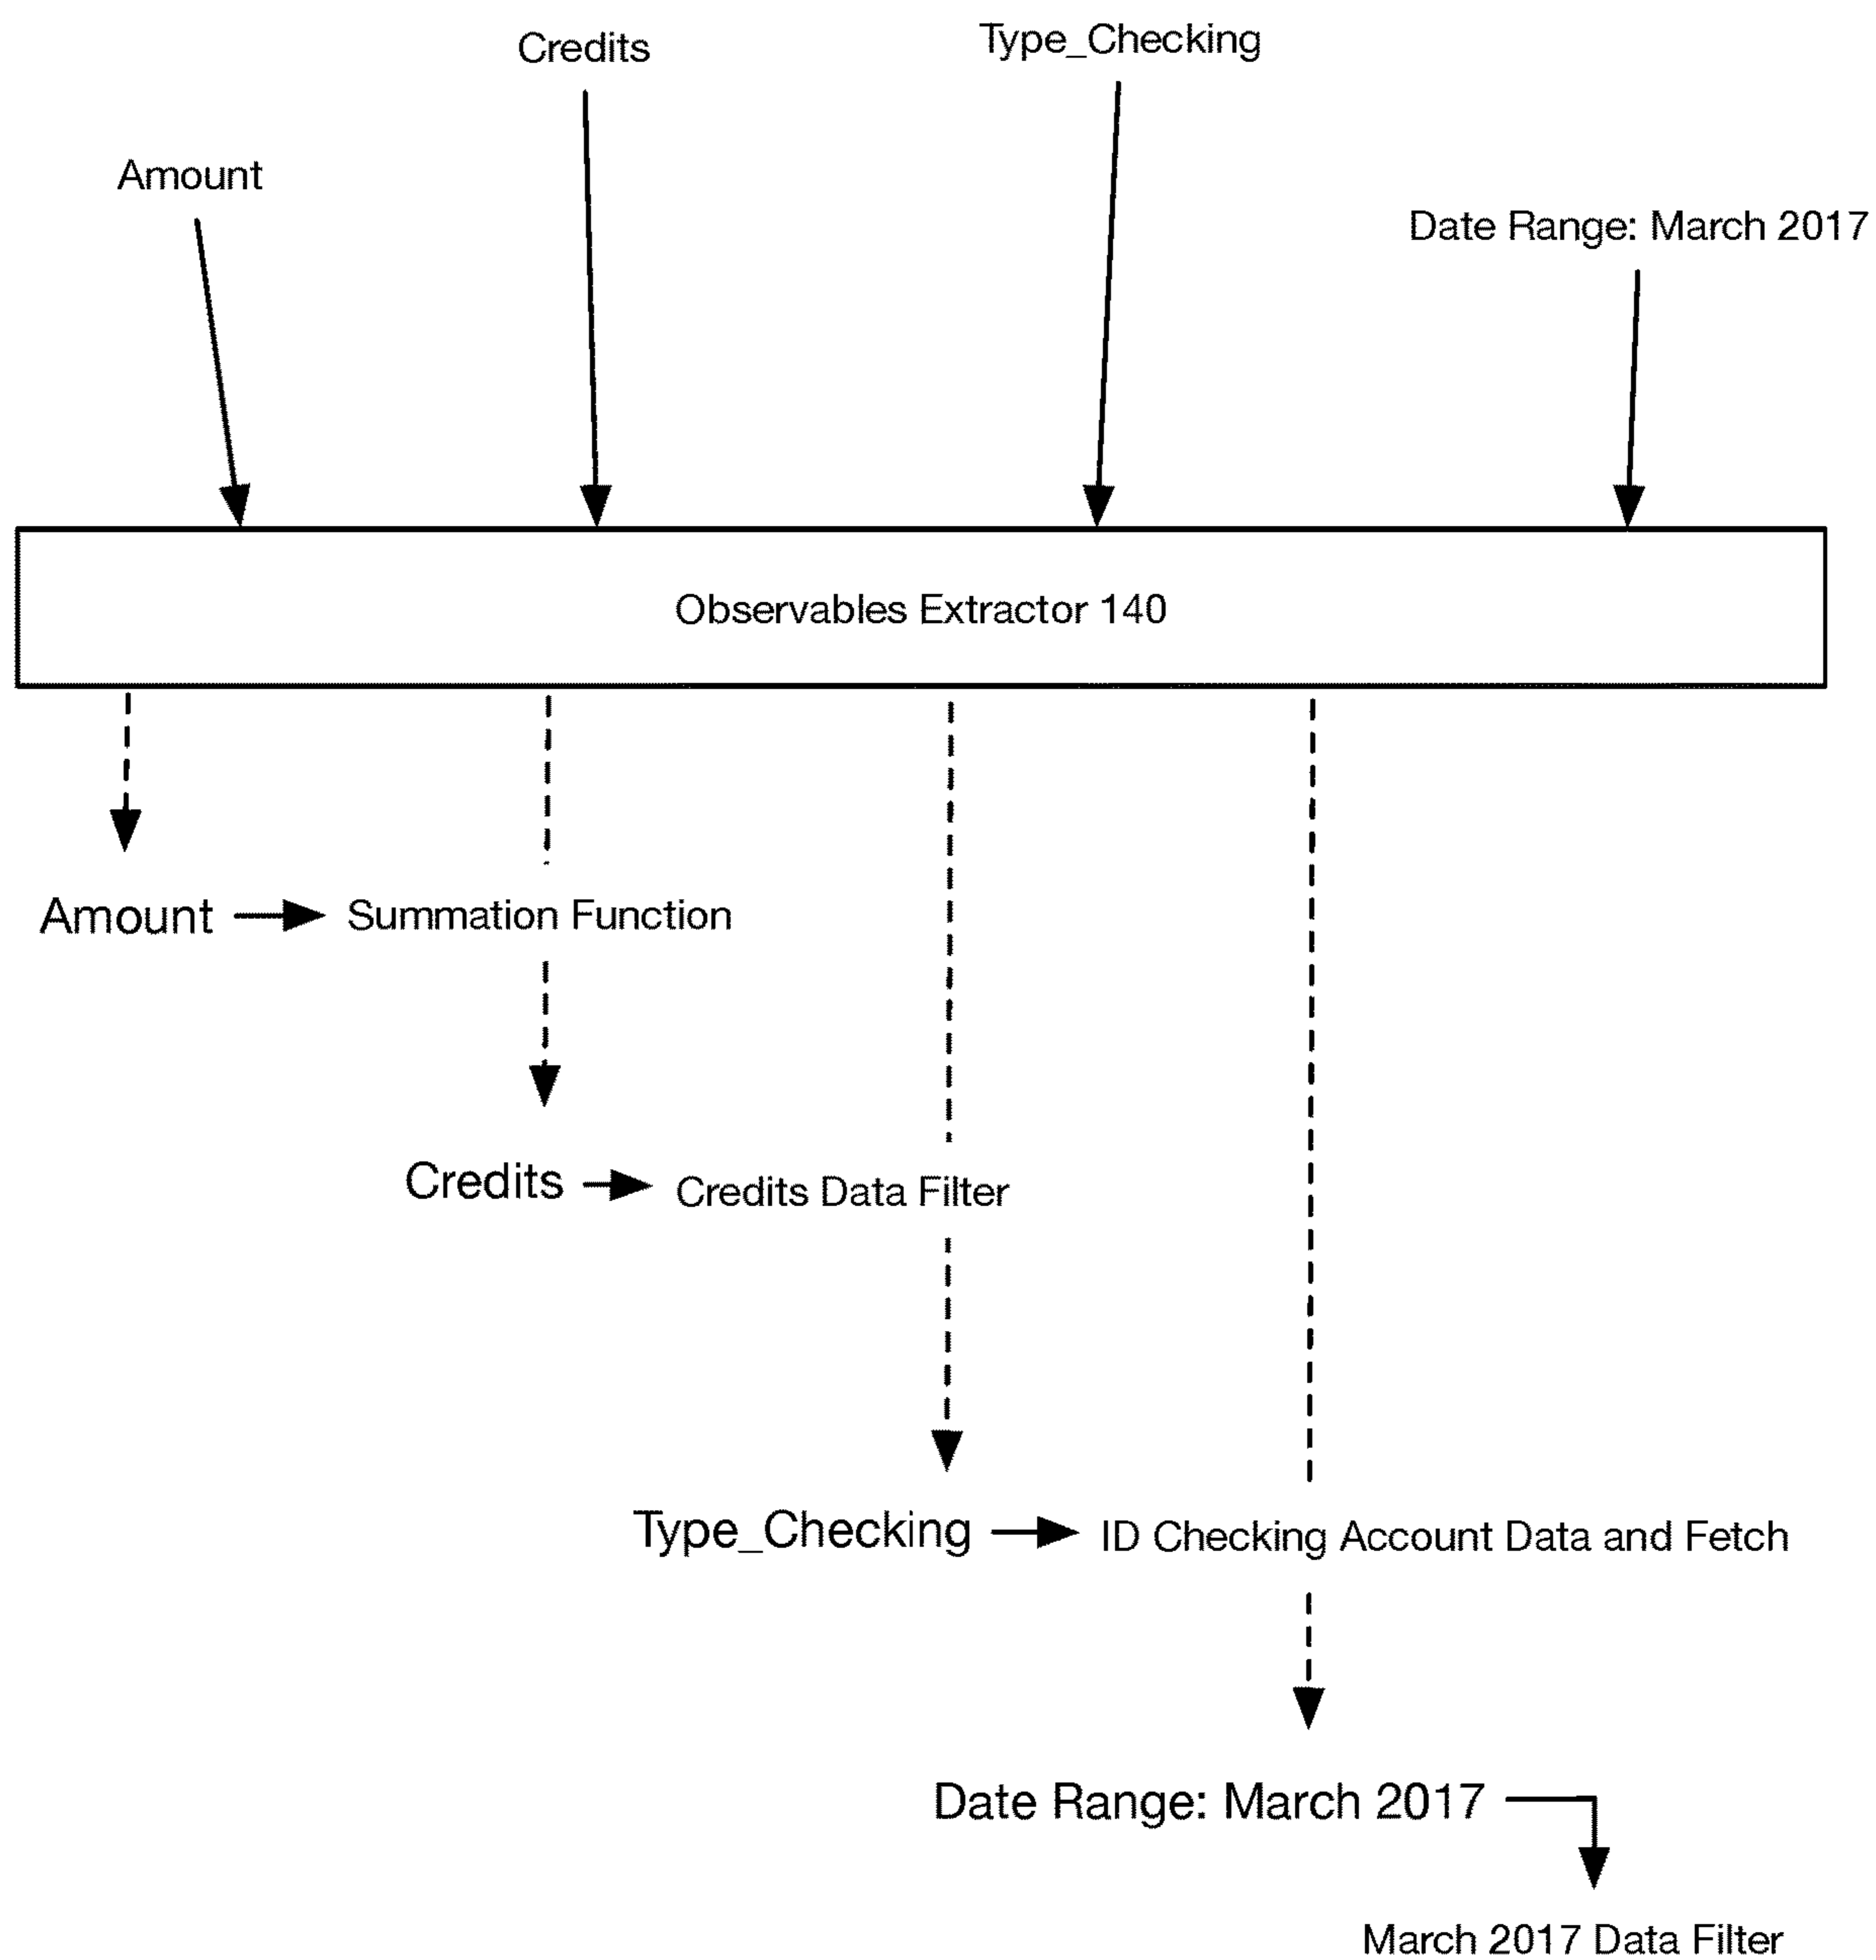 Credits
Type_Checking
Amount
Date Range: March 2017
Observables Extractor 140
Amount
Summation Function
Credits
Credits Data Filter
Type_Checking
ID Checking Account Data and Fetch
Date Range: March 2017
March 2017 Data Filter